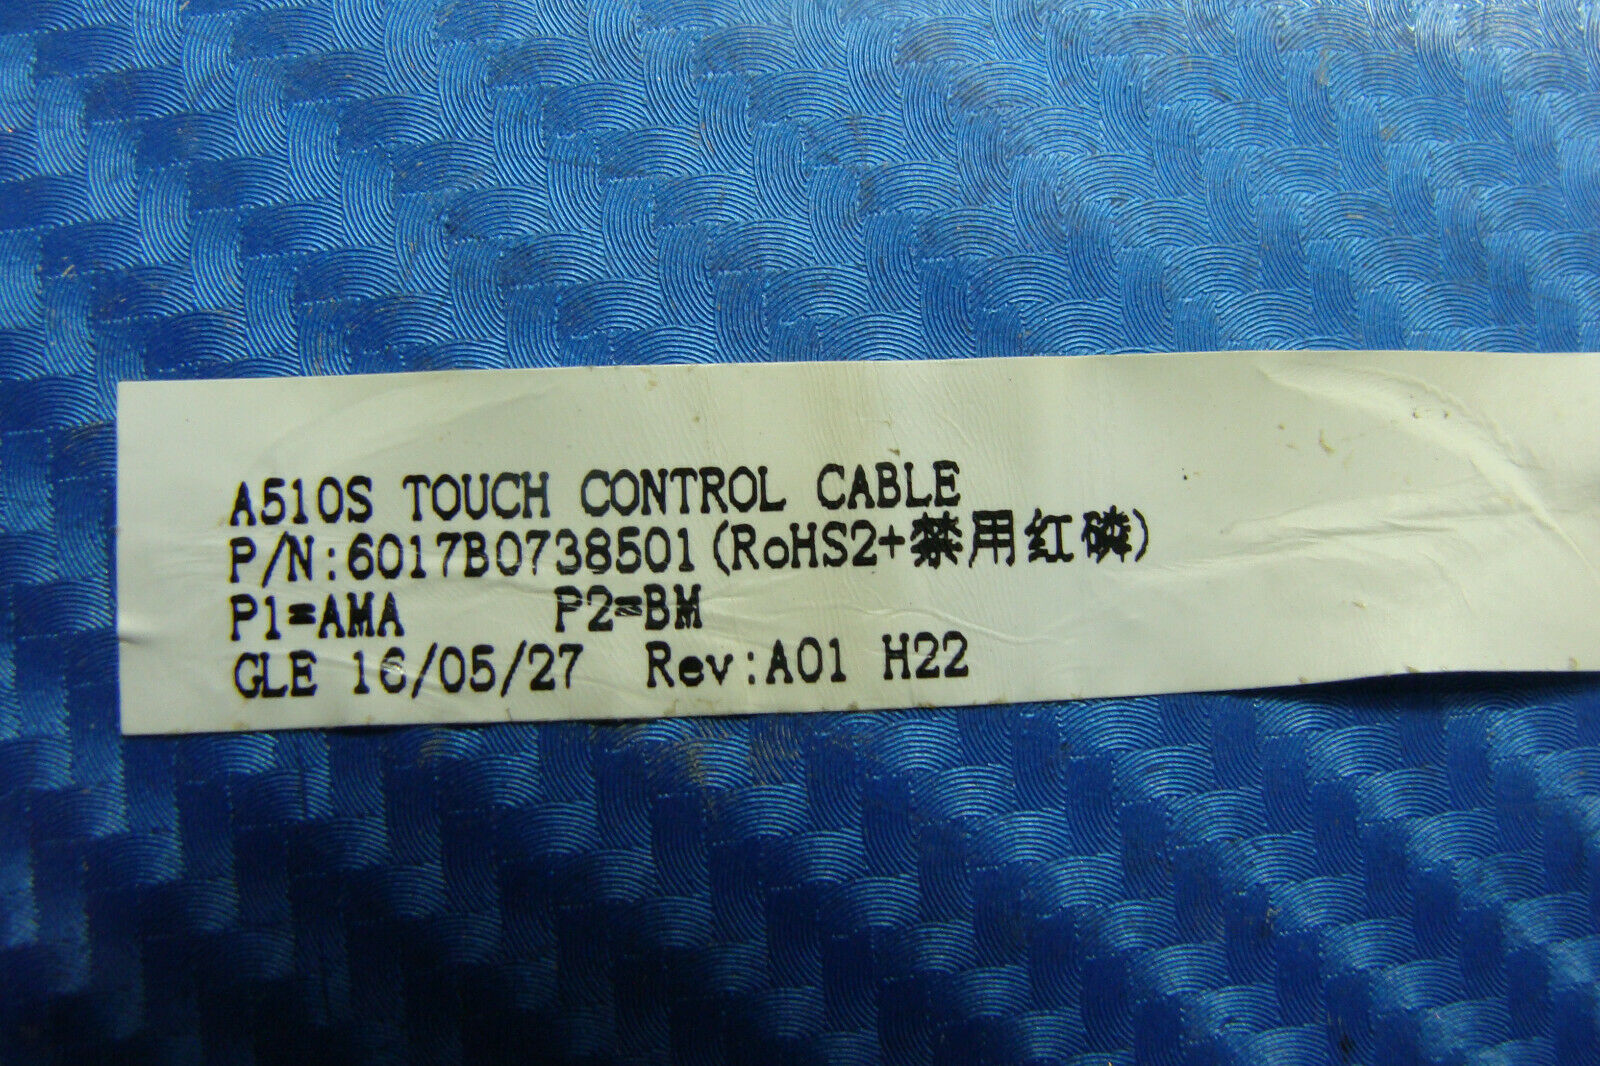 A510S TOUCH CONTROL CABLE
P/N:6017B0738501(RoHS2+禁用红磷)
P1=AMA P2=BM
GLE 16/05/27 Rev:A01 H22